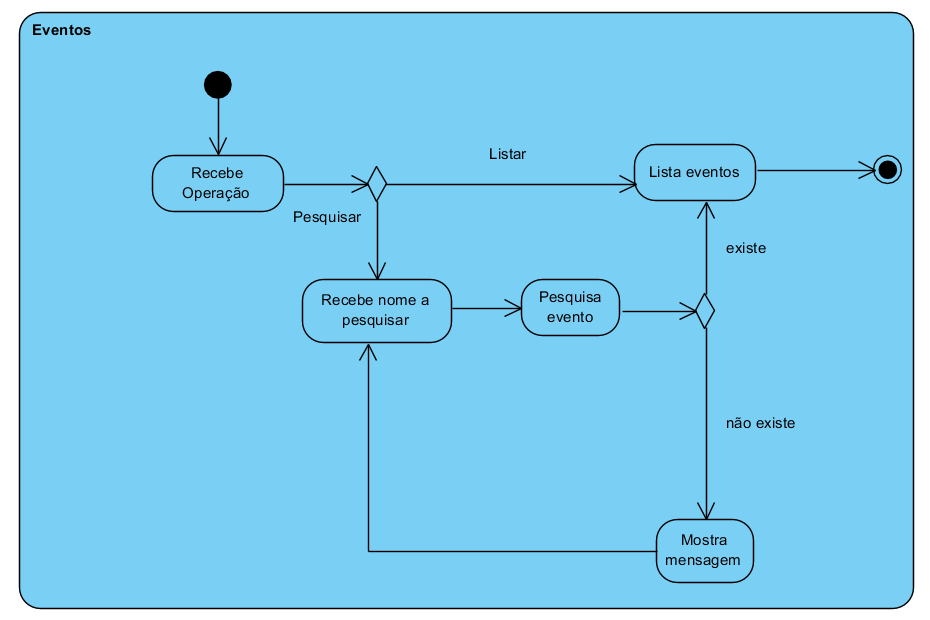 Eventos
Recebe
Operação
Listar
Lista eventos
Pesquisar
existe
Recebe nome a
pesquisar
Pesquisa
evento
não existe
Mostra
mensagem